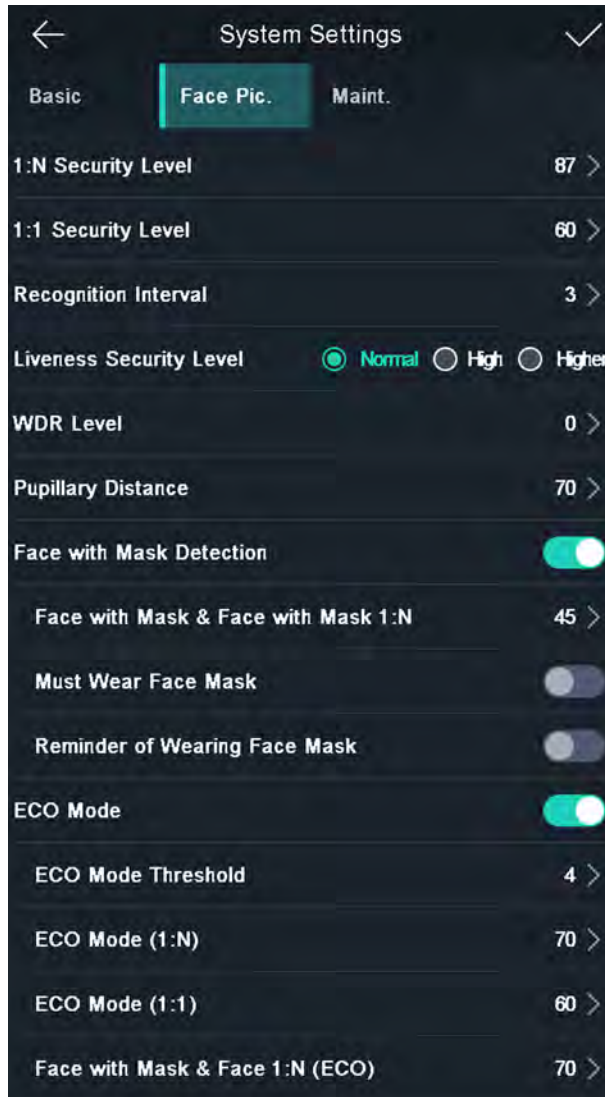 System Settings
Basic Face Pic. Maint.
1:N Security Level 87
1:1 Security Level 60
Recognition Interval 3
Liveness Security Level Normal High Higher
WDR Level 0
Pupillary Distance 70
Face with Mask Detection
Face with Mask & Face with Mask 1:N 45
Must Wear Face Mask
Reminder of Wearing Face Mask
ECO Mode
ECO Mode Threshold 4
ECO Mode (1:N) 70
ECO Mode (1:1) 60
Face with Mask & Face 1:N (ECO) 70